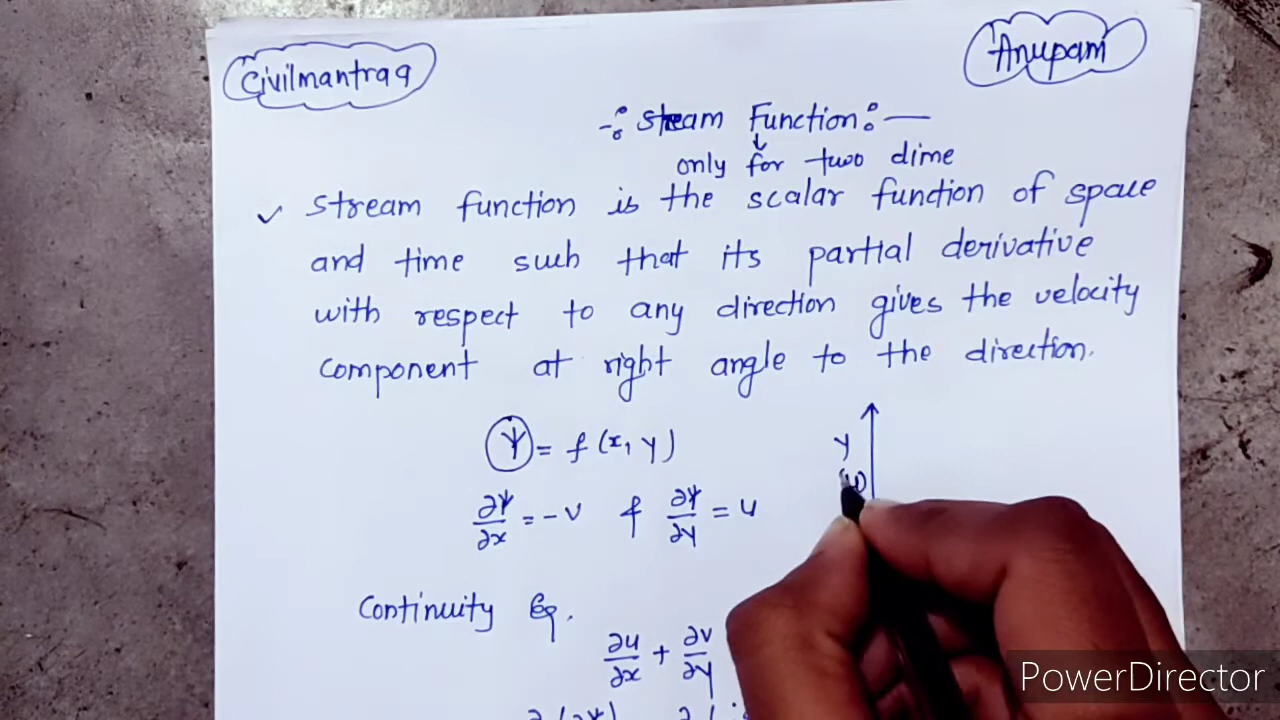 Civilmantra9
Anupam
-: Stream Function:—
only for two dime
✓ Stream function is the scalar function of space
and time such that its partial derivative
with respect to any direction gives the velocity
component at right angle to the direction.
Ψ = f(x, y)
y
∂Ψ/∂x = -v & ∂Ψ/∂y = u
Continuity Eq.
∂u/∂x + ∂v/∂y
PowerDirector